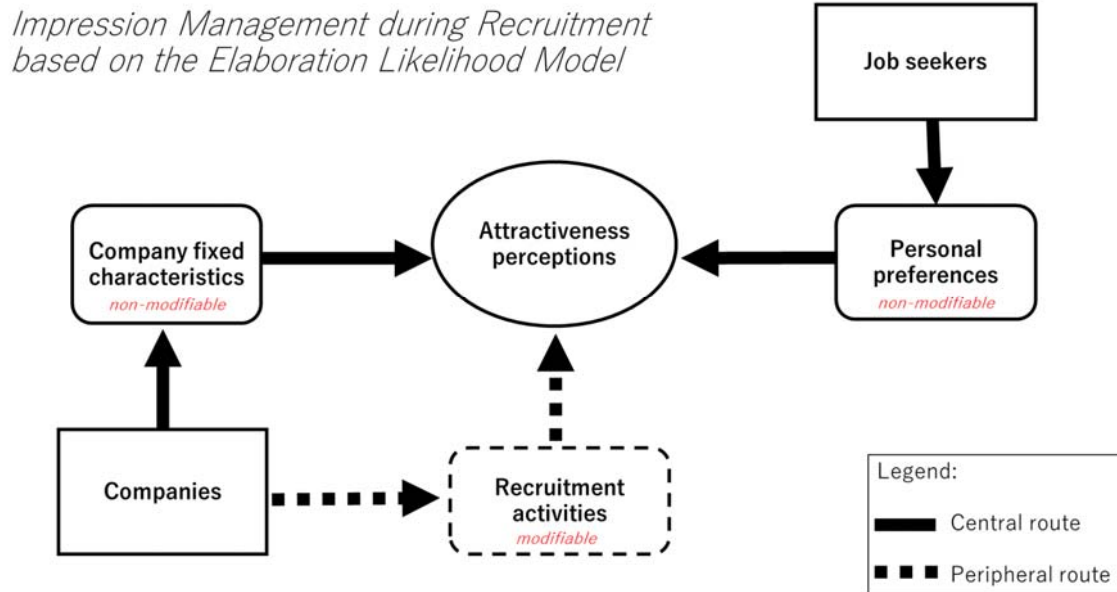 Impression Management during Recruitment
based on the Elaboration Likelihood Model
Job seekers
Attractiveness
perceptions
Company fixed
characteristics
non-modifiable
Personal
preferences
non-modifiable
Companies
Recruitment
activities
modifiable
Legend:
Central route
Peripheral route